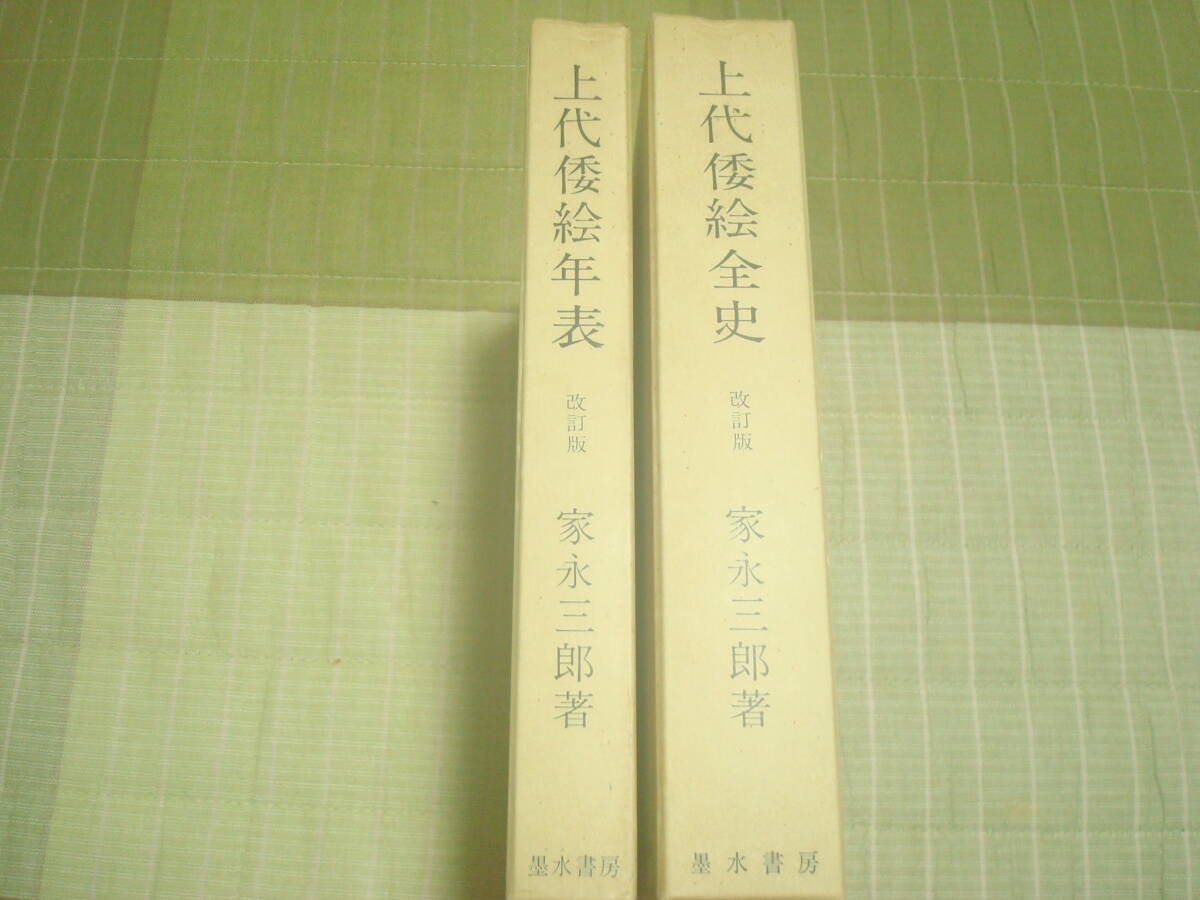 上代倭絵全史
改訂版
家永三郎著
墨水書房
上代倭絵年表
改訂版
家永三郎著
墨水書房